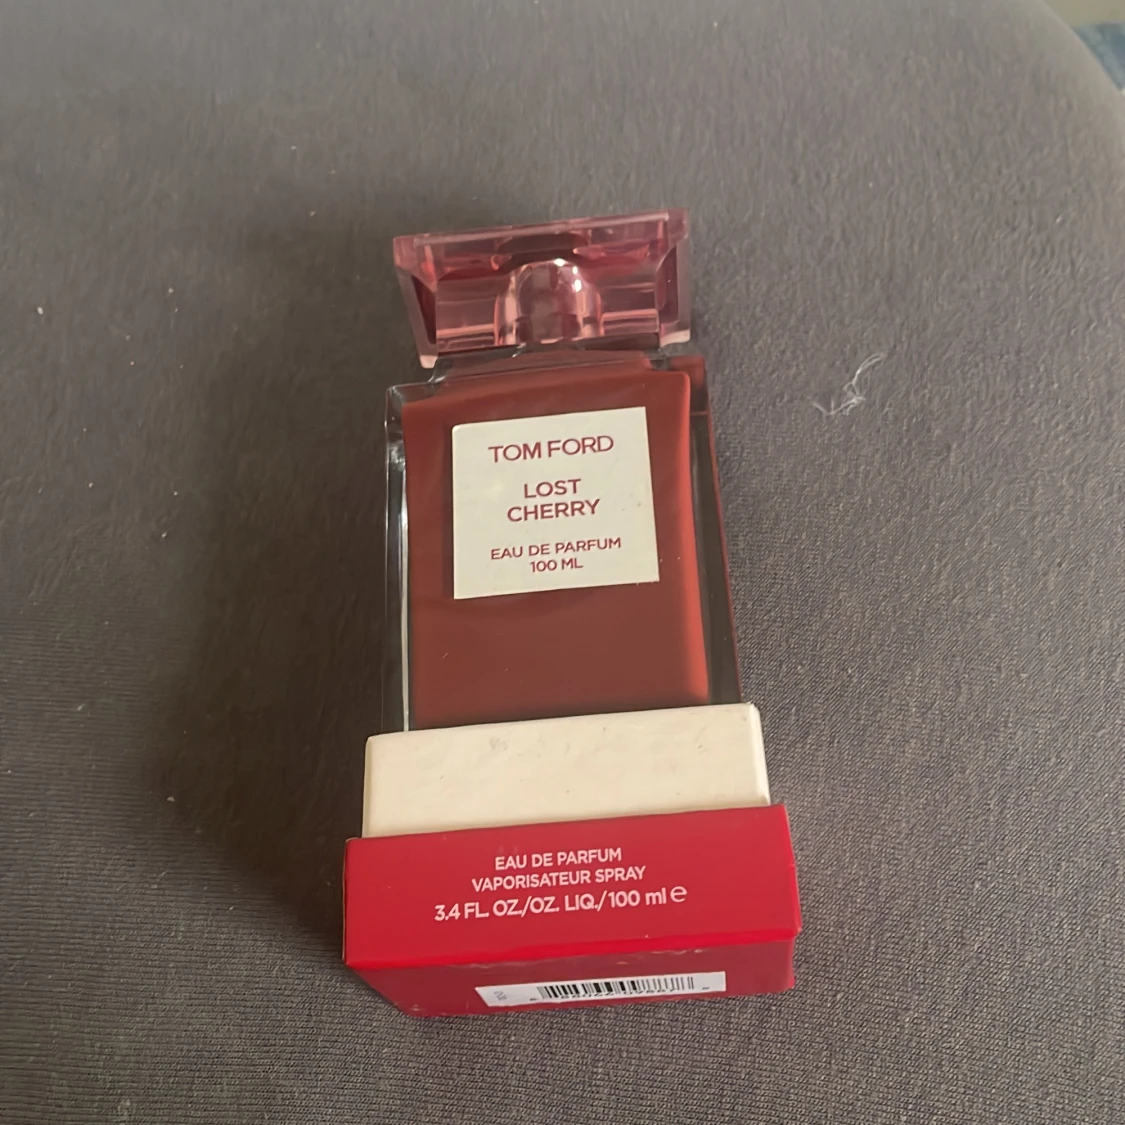 TOM FORD
LOST
CHERRY
EAU DE PARFUM
100 ML
EAU DE PARFUM
VAPORISATEUR SPRAY
3.4 FL. OZ./OZ. LIQ./100 ml ℮